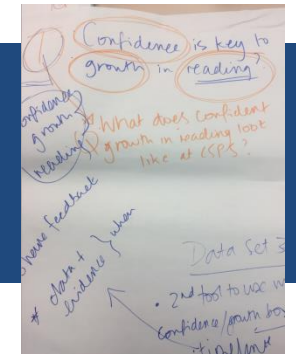 Confidence is key to
growth in reading?
confidence
growth
reading
* What does Confident
growth in reading look
like at CSPS?
share feedback
* data + } when
evidence
Data Set 3
• 2nd tool to use
confidence/growth